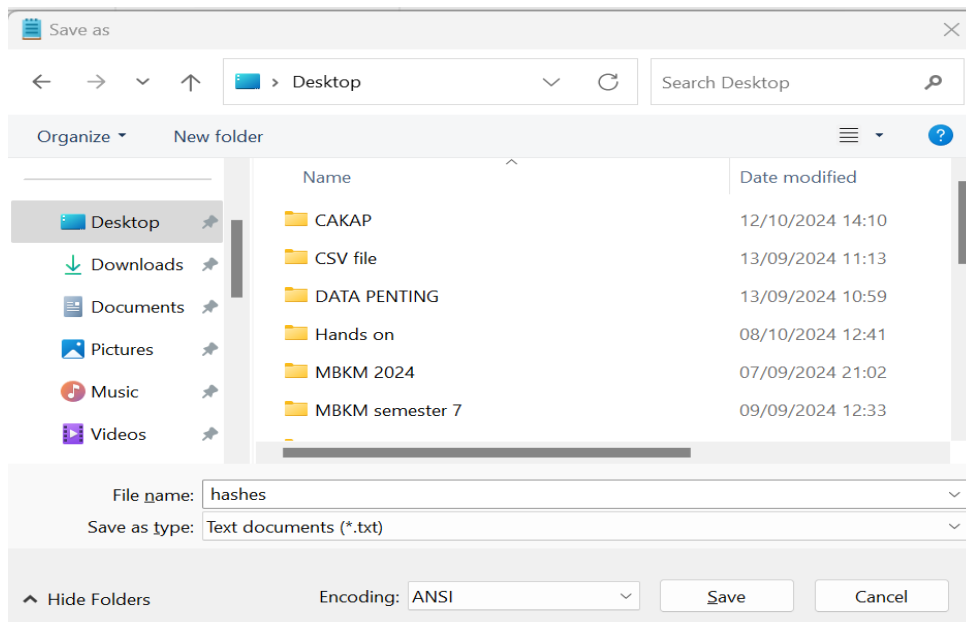 Save as
Desktop
Search Desktop
Organize New folder
Name Date modified
Desktop
Downloads
Documents
Pictures
Music
Videos
CAKAP 12/10/2024 14:10
CSV file 13/09/2024 11:13
DATA PENTING 13/09/2024 10:59
Hands on 08/10/2024 12:41
MBKM 2024 07/09/2024 21:02
MBKM semester 7 09/09/2024 12:33
File name: hashes
Save as type: Text documents (*.txt)
Hide Folders Encoding: ANSI Save Cancel